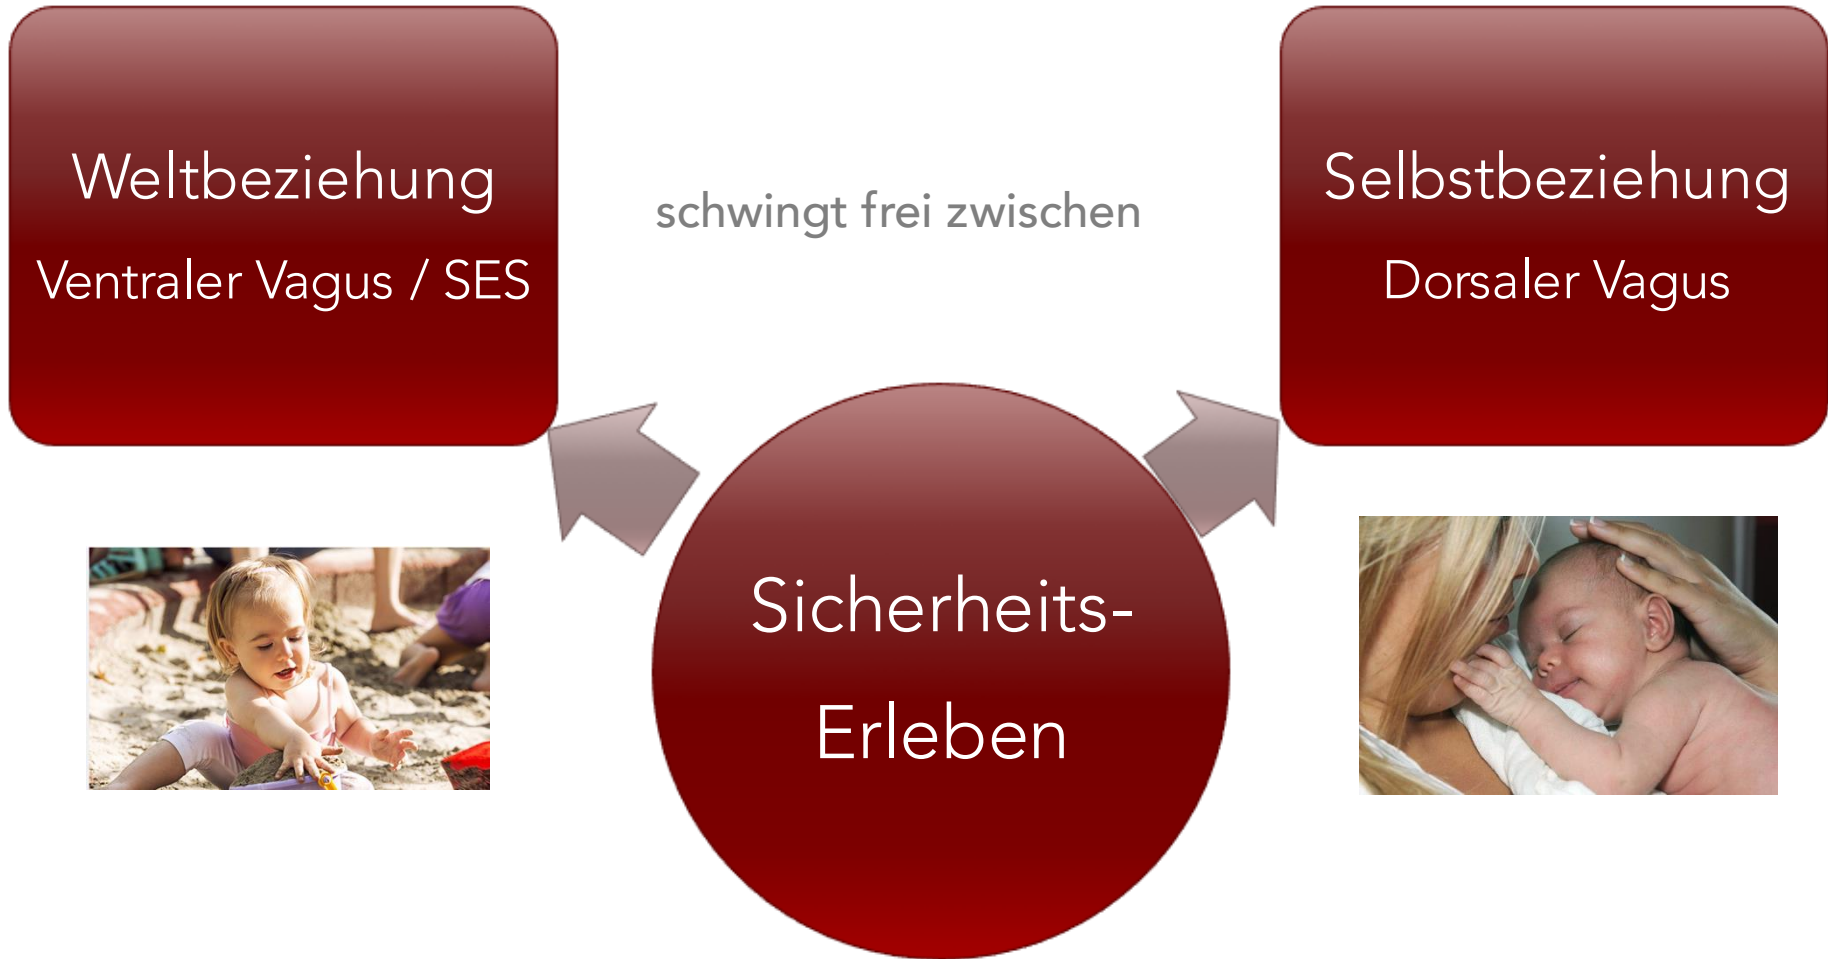 Weltbeziehung
Ventraler Vagus / SES
schwingt frei zwischen
Selbstbeziehung
Dorsaler Vagus
Sicherheits-
Erleben